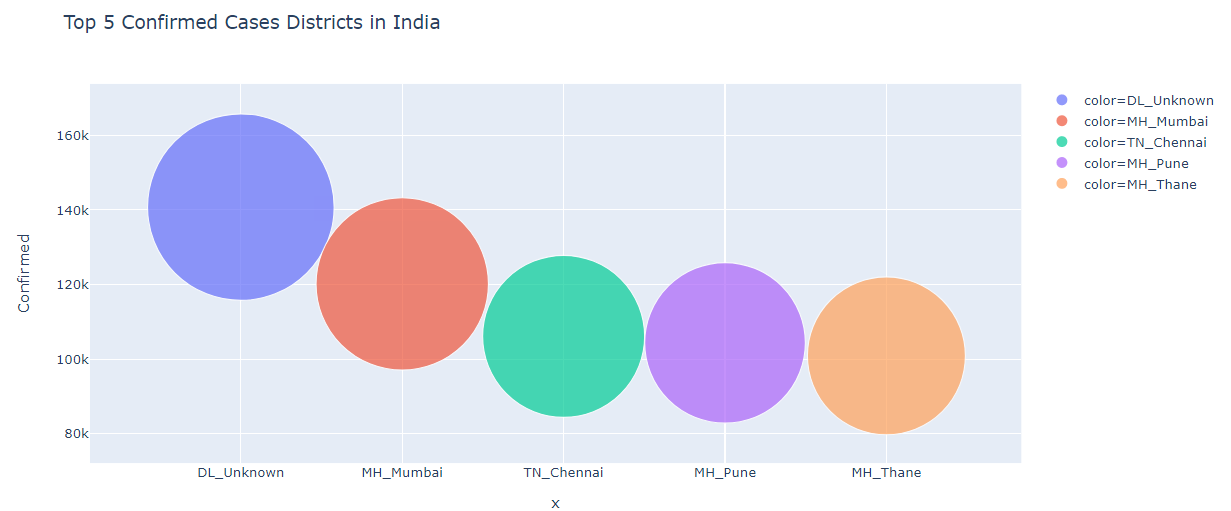 Top 5 Confirmed Cases Districts in India
160k
140k
120k
100k
80k
Confirmed
DL_Unknown
MH_Mumbai
TN_Chennai
MH_Pune
MH_Thane
x
color=DL_Unknown
color=MH_Mumbai
color=TN_Chennai
color=MH_Pune
color=MH_Thane